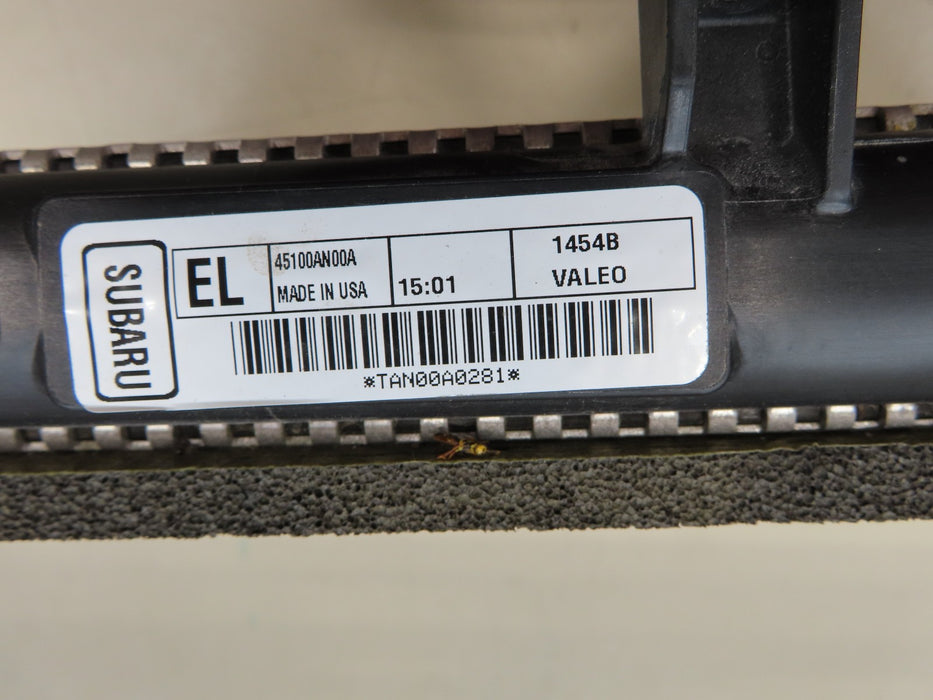 SUBARU
EL
45100AN00A
MADE IN USA
15:01
1454B
VALEO
*TAN00A0281*